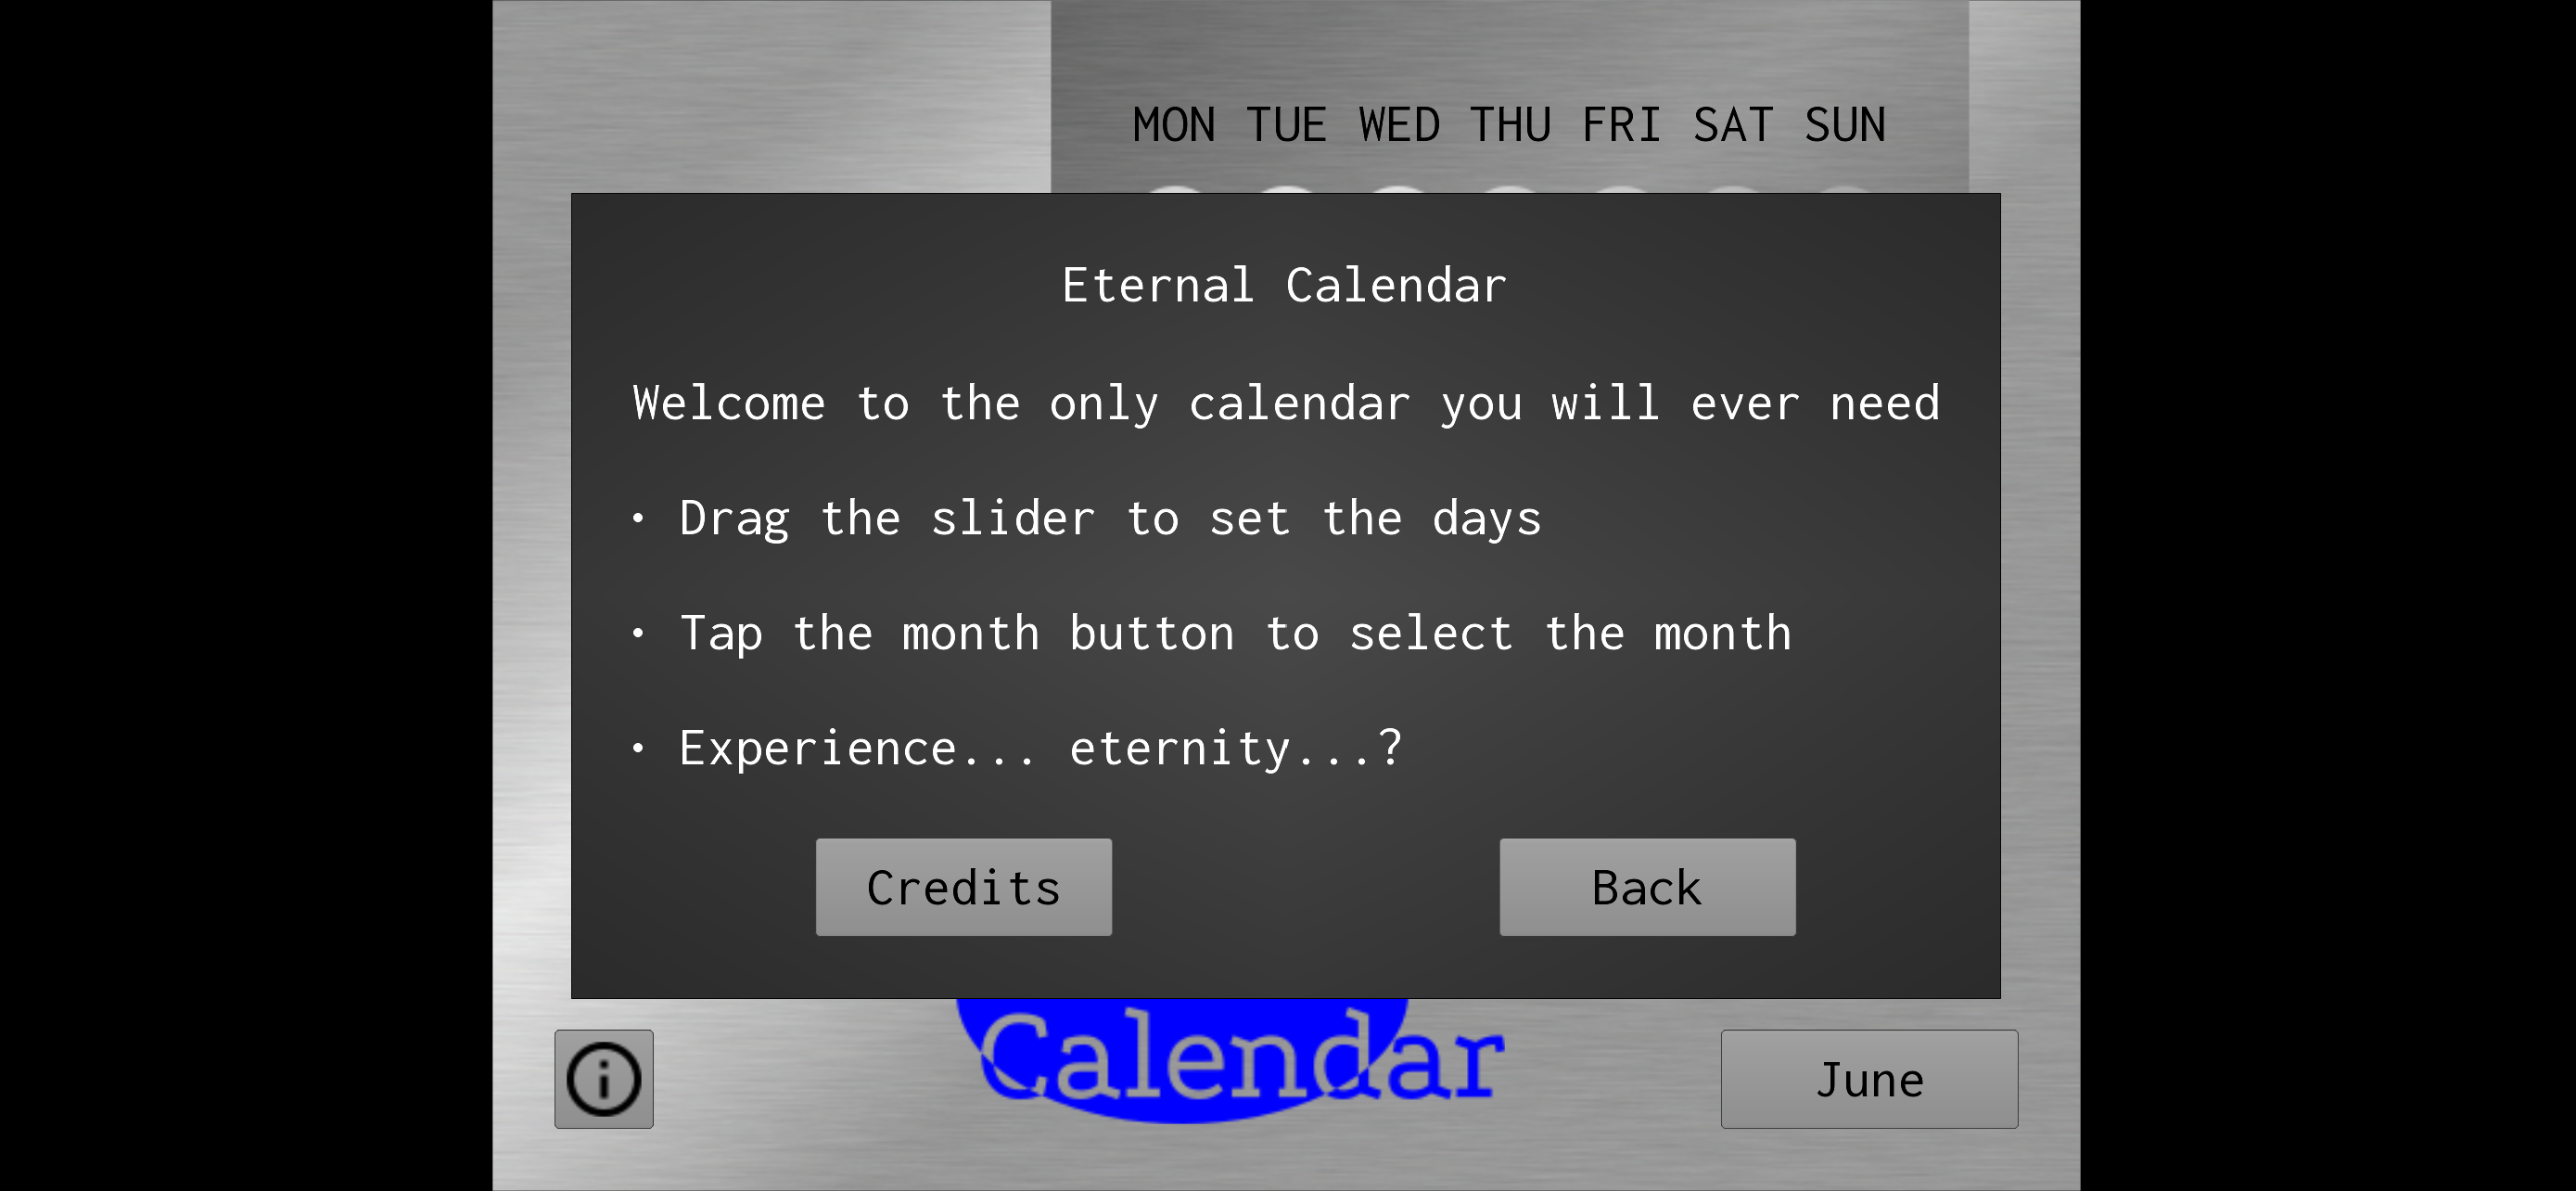 MON TUE WED THU FRI SAT SUN
Eternal Calendar
Welcome to the only calendar you will ever need
• Drag the slider to set the days
• Tap the month button to select the month
• Experience... eternity...?
Credits
Back
Calendar
June